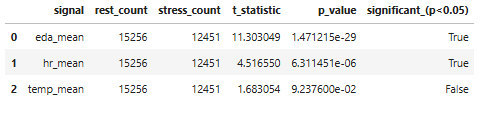 signal rest_count stress_count t_statistic p_value significant_(p<0.05)
0 eda_mean 15256 12451 11.303049 1.471215e-29 True
1 hr_mean 15256 12451 4.516550 6.311451e-06 True
2 temp_mean 15256 12451 1.683054 9.237600e-02 False